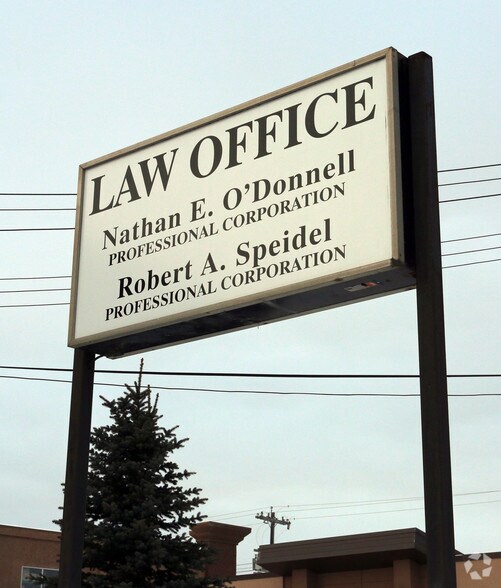 LAW OFFICE
Nathan E. O'Donnell
PROFESSIONAL CORPORATION
Robert A. Speidel
PROFESSIONAL CORPORATION